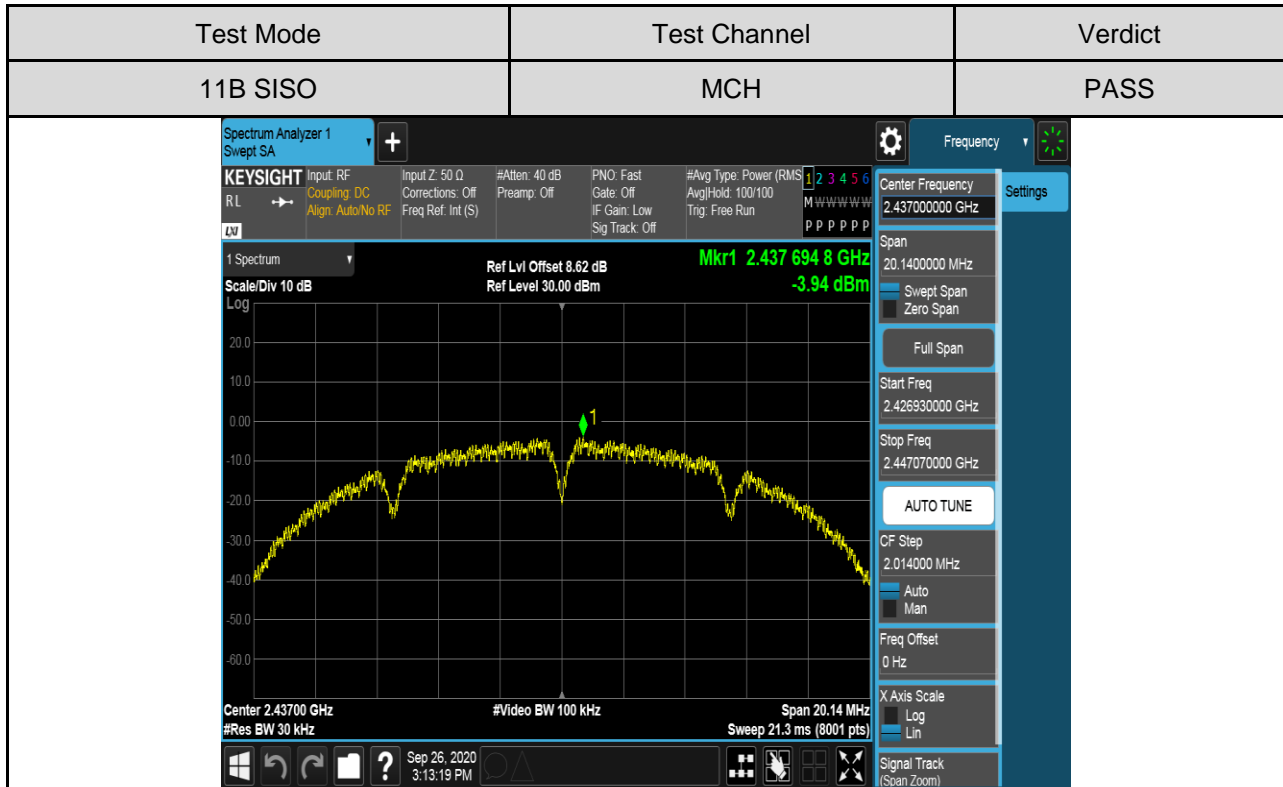 Test Mode Test Channel Verdict
11B SISO MCH PASS
Spectrum Analyzer 1
Swept SA
+
Frequency
KEYSIGHT
RL
LXI
Input: RF
Coupling: DC
Align: Auto/No RF
Input Z: 50 Ω
Corrections: Off
Freq Ref: Int (S)
#Atten: 40 dB
Preamp: Off
PNO: Fast
Gate: Off
IF Gain: Low
Sig Track: Off
#Avg Type: Power (RMS
Avg|Hold: 100/100
Trig: Free Run
1 2 3 4 5 6
M W W W W W
P P P P P P
1 Spectrum
Scale/Div 10 dB
Log
Ref Lvl Offset 8.62 dB
Ref Level 30.00 dBm
Mkr1 2.437 694 8 GHz
-3.94 dBm
20.0
10.0
0.00
-10.0
-20.0
-30.0
-40.0
-50.0
-60.0
1
Center 2.43700 GHz
#Res BW 30 kHz
#Video BW 100 kHz
Span 20.14 MHz
Sweep 21.3 ms (8001 pts)
?
Sep 26, 2020
3:13:19 PM
Center Frequency
2.437000000 GHz
Settings
Span
20.1400000 MHz
Swept Span
Zero Span
Full Span
Start Freq
2.426930000 GHz
Stop Freq
2.447070000 GHz
AUTO TUNE
CF Step
2.014000 MHz
Auto
Man
Freq Offset
0 Hz
X Axis Scale
Log
Lin
Signal Track
(Span Zoom)